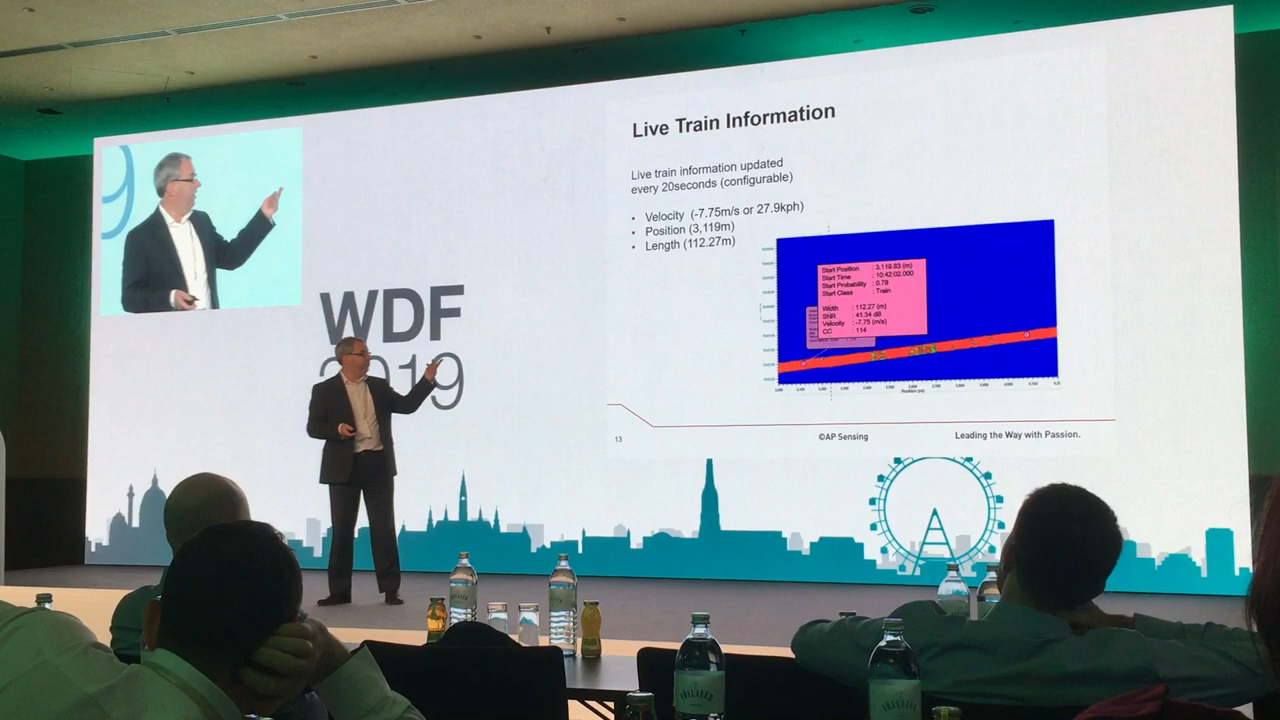 Live Train Information
Live train information updated
every 20seconds (configurable)
• Velocity (-7.75m/s or 27.9kph)
• Position (3,119m)
• Length (112.27m)
Start Position : 3,119.83 (m)
Start Time : 10:42:02.000
Start Probability : 0.78
Start Class : Train
Width : 112.27 (m)
SNR : 41.34 dB
Velocity : -7.75 (m/s)
CC : 114
Position (m)
13
©AP Sensing
Leading the Way with Passion.
9
WDF
2019